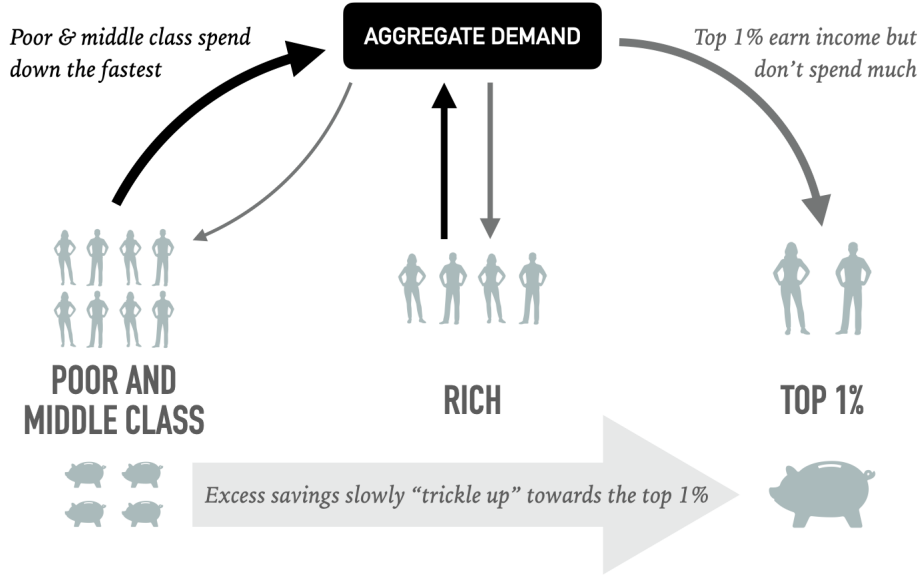 Poor & middle class spend
down the fastest
AGGREGATE DEMAND
Top 1% earn income but
don’t spend much
POOR AND
MIDDLE CLASS
RICH
TOP 1%
Excess savings slowly “trickle up” towards the top 1%